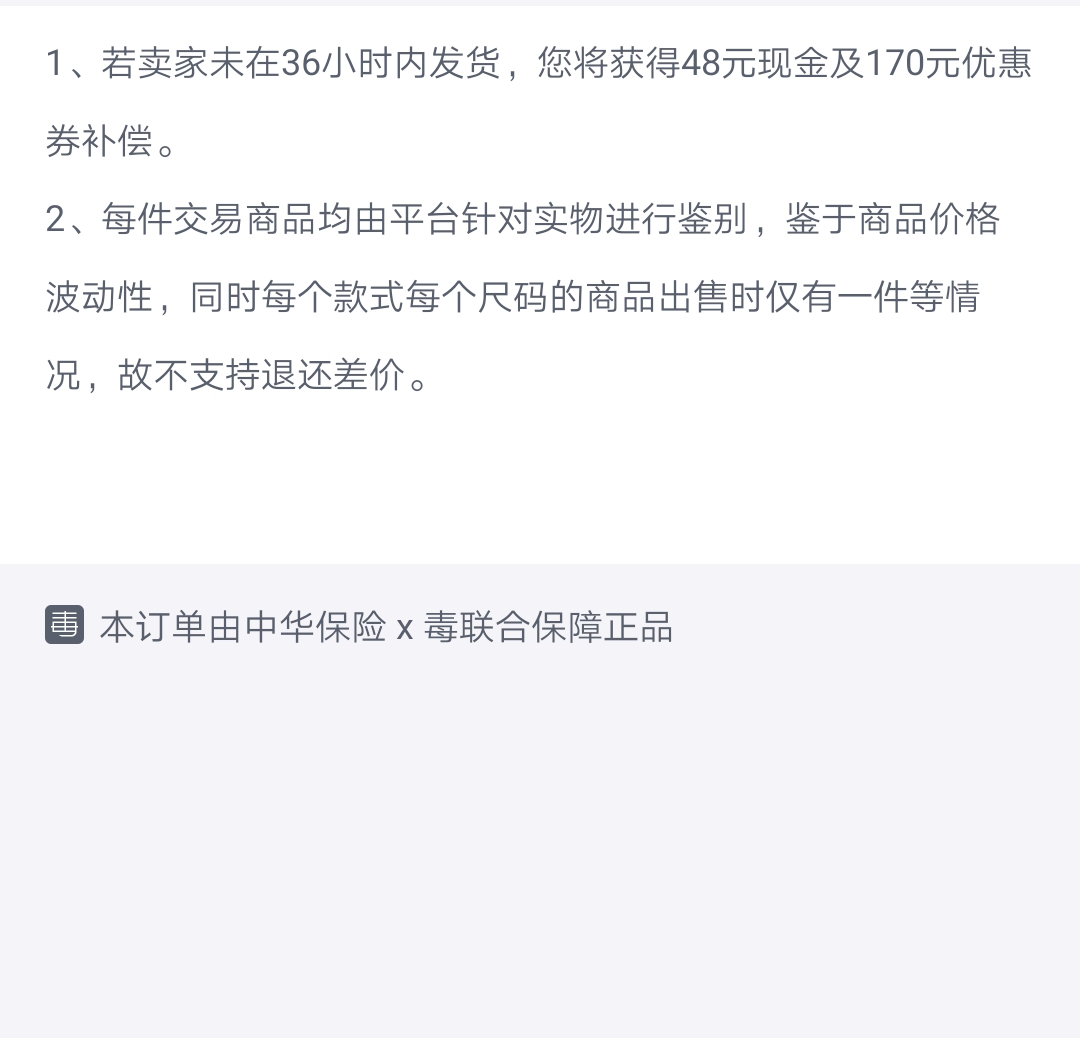 1、若卖家未在36小时内发货，您将获得48元现金及170元优惠
券补偿。
2、每件交易商品均由平台针对实物进行鉴别，鉴于商品价格
波动性，同时每个款式每个尺码的商品出售时仅有一件等情
况，故不支持退还差价。
毒 本订单由中华保险 x 毒联合保障正品